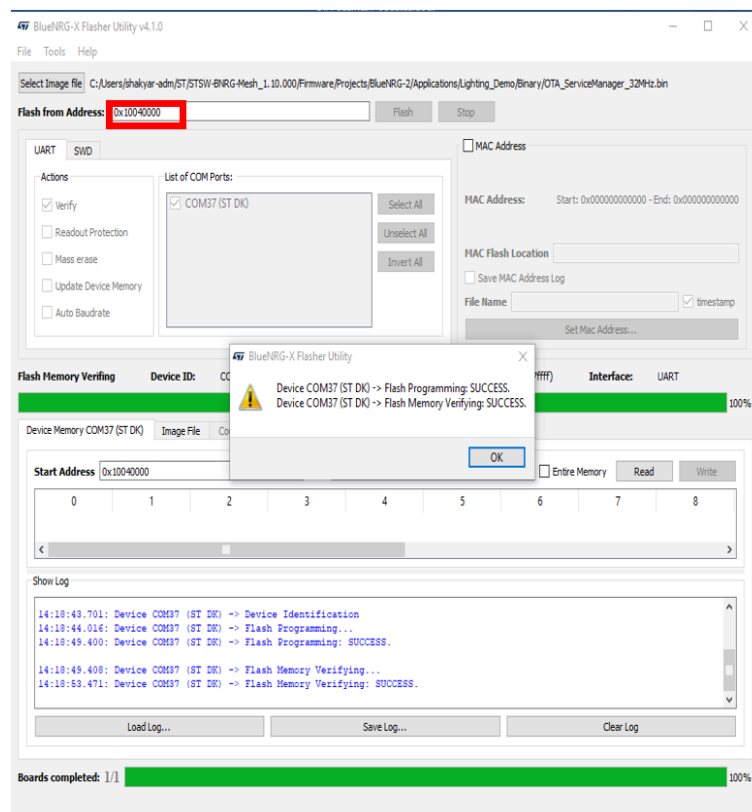 BlueNRG-X Flasher Utility v4.1.0
File Tools Help
Select Image file C:/Users/shakyar-adm/ST/STSW-BNRG-Mesh_1.10.000/Firmware/Projects/BlueNRG-2/Applications/Lighting_Demo/Binary/OTA_ServiceManager_32MHz.bin
Flash from Address: 0x10040000 Flash Stop
UART SWD
MAC Address
Actions List of COM Ports:
Verify COM37 (ST DK) Select All MAC Address: Start: 0x000000000000 - End: 0x000000000000
Readout Protection Unselect All
Mass erase Invert All MAC Flash Location
Update Device Memory Save MAC Address Log
Auto Baudrate File Name timestamp
Set Mac Address...
BlueNRG-X Flasher Utility
Flash Memory Verifing Device ID: Interface: UART
Device COM37 (ST DK) -> Flash Programming: SUCCESS.
Device COM37 (ST DK) -> Flash Memory Verifying: SUCCESS.
100%
Device Memory COM37 (ST DK) Image File
OK
Start Address 0x10040000 Entire Memory Read Write
0 1 2 3 4 5 6 7 8
Show Log
14:18:43.701: Device COM37 (ST DK) -> Device Identification
14:18:44.016: Device COM37 (ST DK) -> Flash Programming...
14:18:49.400: Device COM37 (ST DK) -> Flash Programming: SUCCESS.
14:18:49.408: Device COM37 (ST DK) -> Flash Memory Verifying...
14:18:53.471: Device COM37 (ST DK) -> Flash Memory Verifying: SUCCESS.
Load Log... Save Log... Clear Log
Boards completed: 1/1 100%